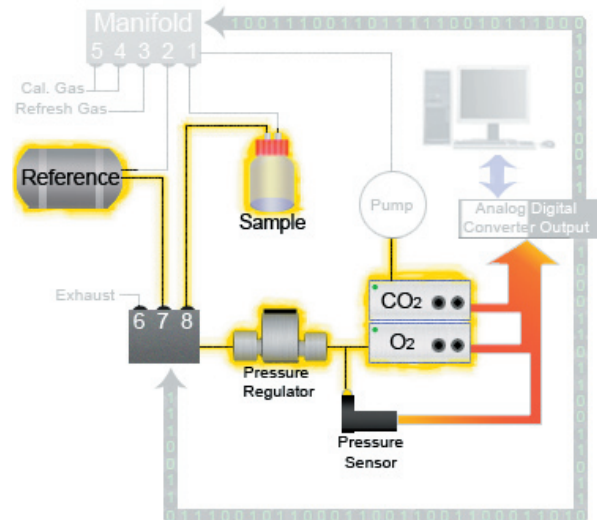 Manifold
5 4 3 2 1
Cal. Gas
Refresh Gas
Reference
Sample
Pump
Analog Digital
Converter Output
Exhaust
6 7 8
CO2
O2
Pressure
Regulator
Pressure
Sensor